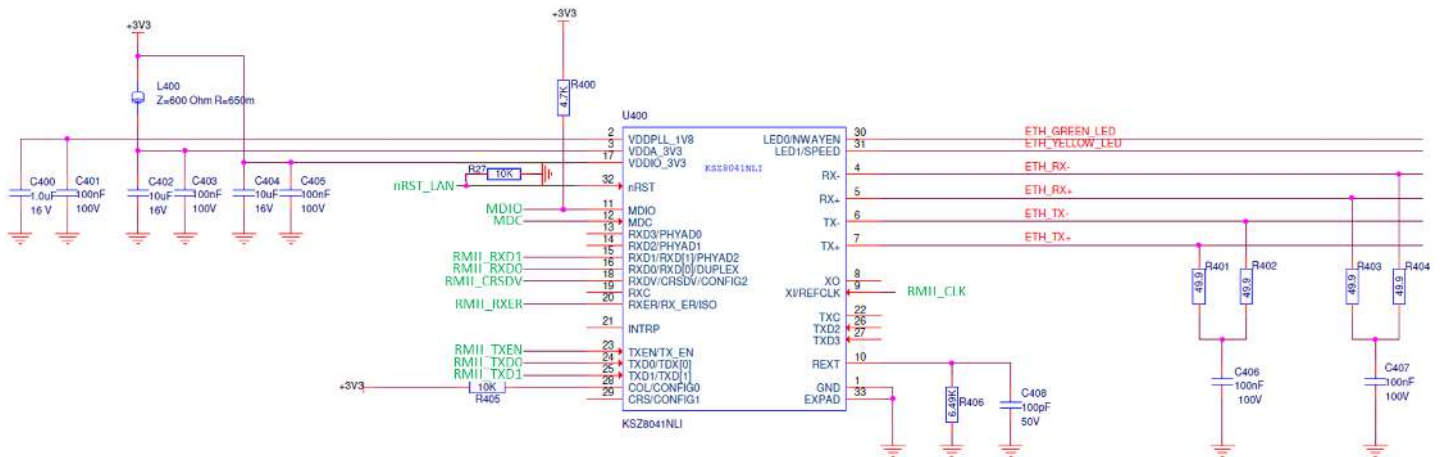 +3V3
+3V3
L400
Z=600 Ohm R=650m
R400
4.7K
U400
KSZ8041NLI
2 VDDPLL_1V8
3 VDDA_3V3
17 VDDIO_3V3
R27
10K
nRST_LAN 32 nRST
MDIO 11 MDIO
MDC 12 MDC
13 RXD3/PHYAD0
14 RXD2/PHYAD1
RMII_RXD1 15 RXD1/RXD[1]/PHYAD2
RMII_RXD0 16 RXD0/RXD[0]/DUPLEX
RMII_CRSDV 18 RXDV/CRSDV/CONFIG2
19 RXC
RMII_RXER 20 RXER/RX_ER/ISO
21 INTRP
RMII_TXEN 23 TXEN/TX_EN
RMII_TXD0 24 TXD0/TDX[0]
RMII_TXD1 25 TXD1/TXD[1]
+3V3 10K 28 COL/CONFIG0
R405 29 CRS/CONFIG1
KSZ8041NLI
LED0/NWAYEN 30 ETH_GREEN_LED
LED1/SPEED 31 ETH_YELLOW_LED
RX- 4 ETH_RX-
RX+ 5 ETH_RX+
TX- 6 ETH_TX-
TX+ 7 ETH_TX+
XO 8
XI/REFCLK 9 RMII_CLK
TXC 22
TXD2 26
TXD3 27
REXT 10
GND 1
EXPAD 33
C400
1.0uF
16 V
C401
100nF
100V
C402
10uF
16V
C403
100nF
100V
C404
10uF
16V
C405
100nF
100V
R401
49.9
R402
49.9
R403
49.9
R404
49.9
R406
6.49K
C408
100pF
50V
C406
100nF
100V
C407
100nF
100V